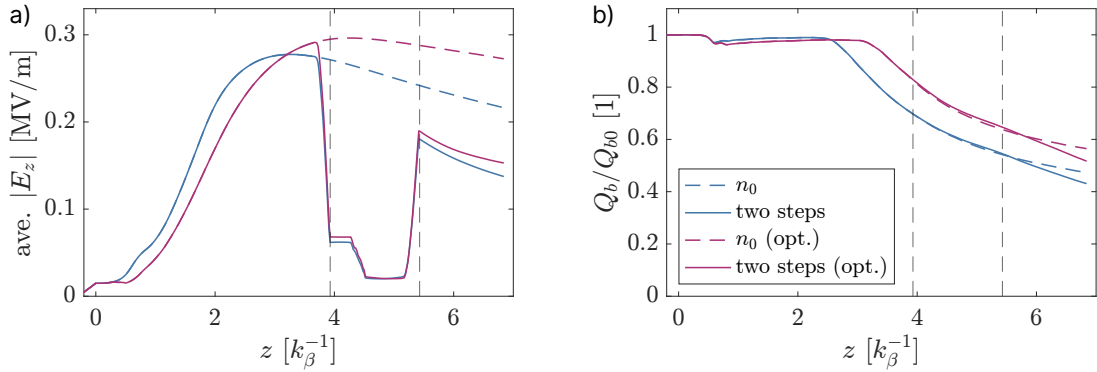 a)
ave. |E_z| [MV/m]
0.3
0.2
0.1
0
0 2 4 6
z [k_β^{-1}]
b)
Q_b/Q_{b0} [1]
1
0.8
0.6
0.4
0.2
0
n_0
two steps
n_0 (opt.)
two steps (opt.)
0 2 4 6
z [k_β^{-1}]